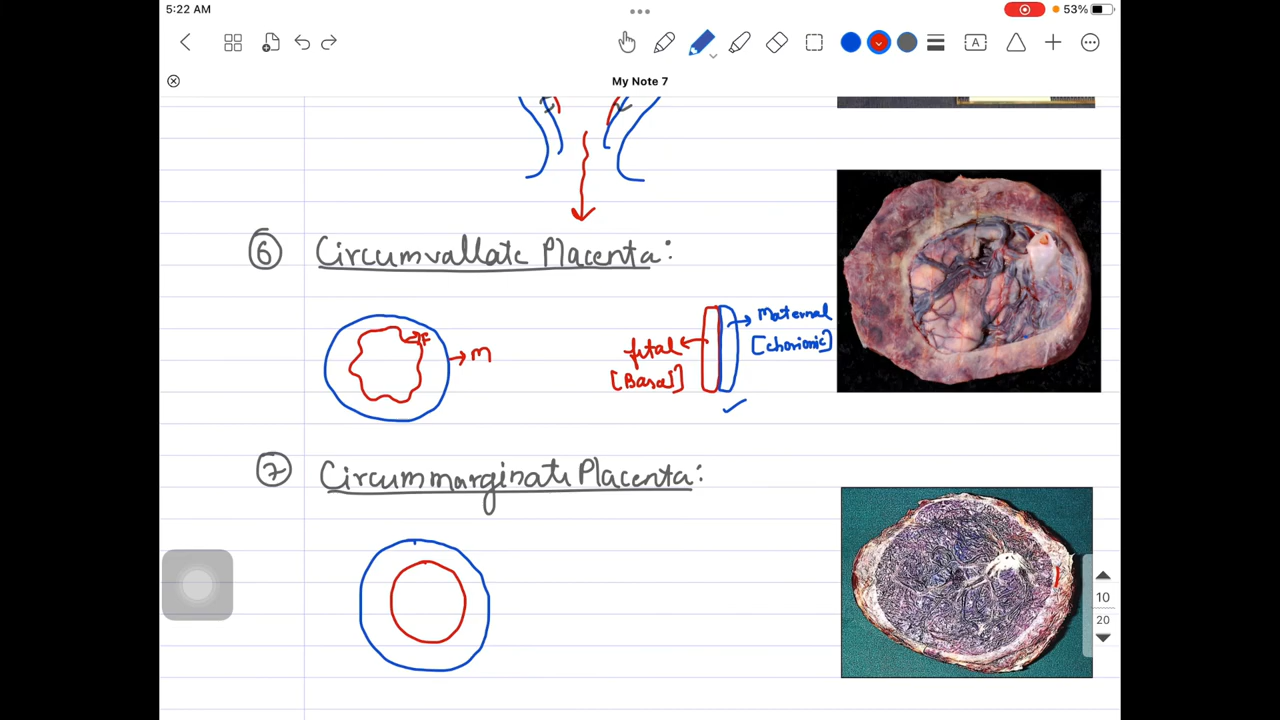 5:22 AM
53%
A
My Note 7
6 Circumvallate Placenta:
Maternal
[chorionic]
fetal
[Basal]
F
m
7 Circummarginate Placenta:
10
20